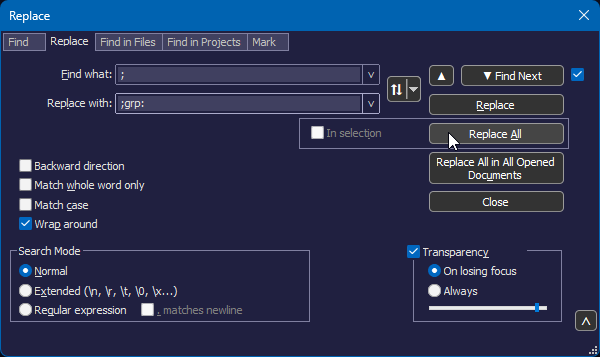 Replace
Find Replace Find in Files Find in Projects Mark
Find what: ; ▼ Find Next
Replace with: ;grp: Replace
In selection Replace All
Backward direction Replace All in All Opened
Documents
Match whole word only
Match case Close
Wrap around
Search Mode Transparency
Normal On losing focus
Extended (\n, \r, \t, \0, \x...) Always
Regular expression . matches newline